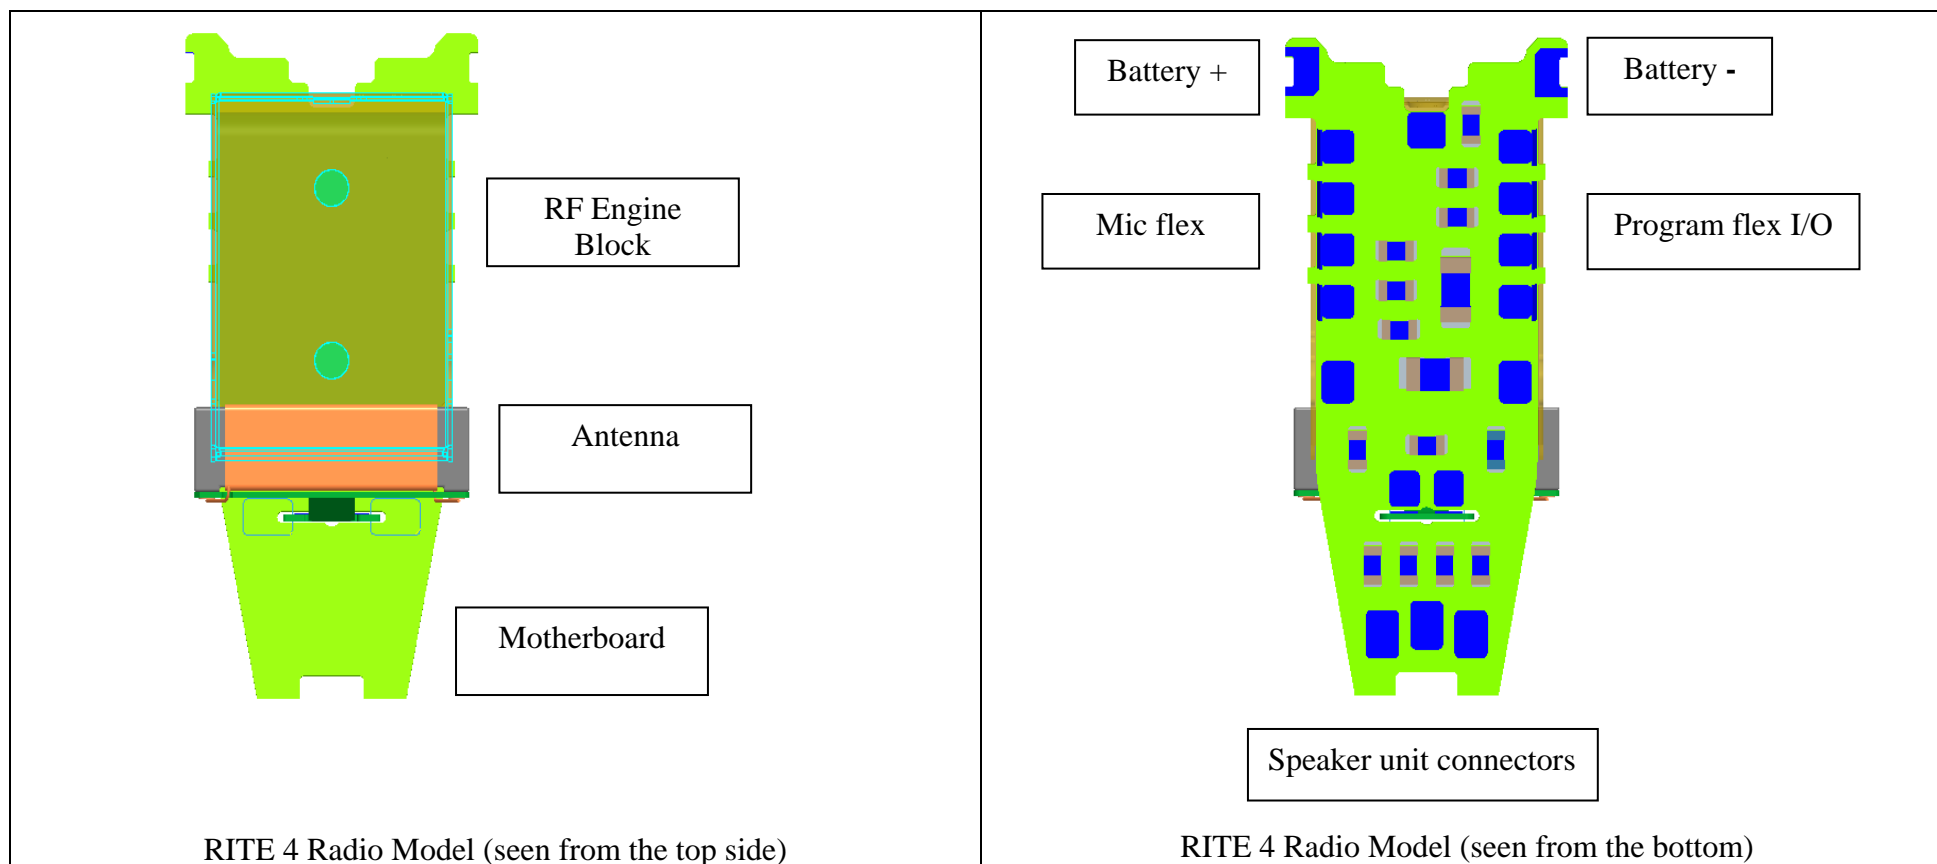 RF Engine
Block
Antenna
Motherboard
RITE 4 Radio Model (seen from the top side)
Battery +
Battery -
Mic flex
Program flex I/O
Speaker unit connectors
RITE 4 Radio Model (seen from the bottom)